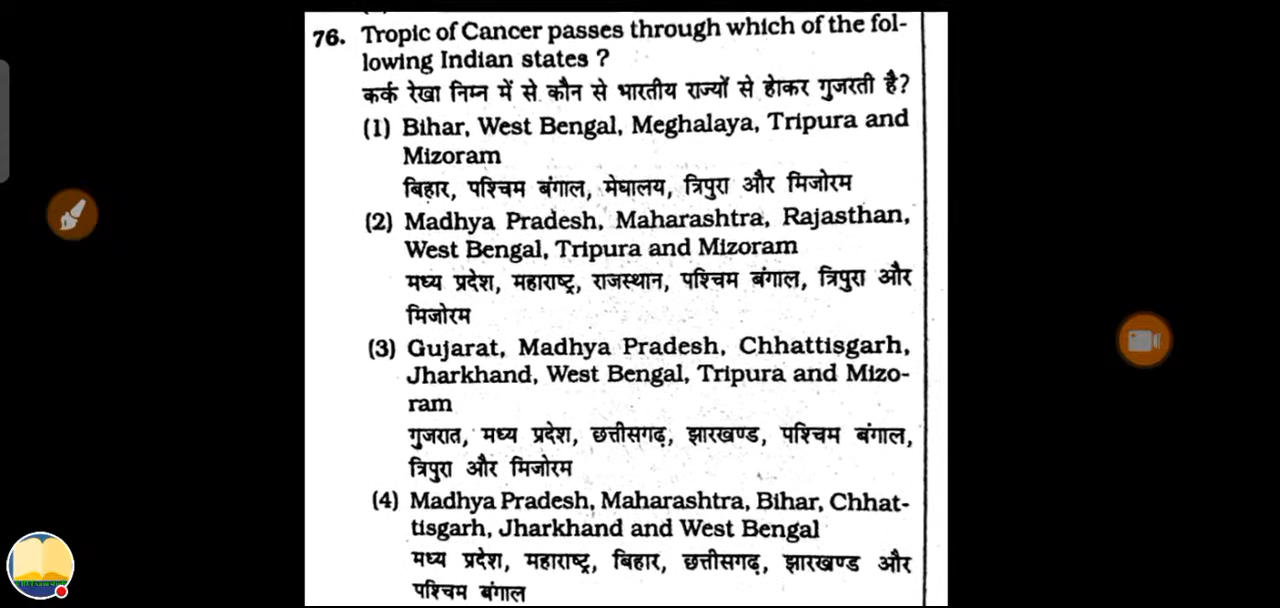 76. Tropic of Cancer passes through which of the fol-
lowing Indian states ?
कर्क रेखा निम्न में से कौन से भारतीय राज्यों से होकर गुजरती है?
(1) Bihar, West Bengal, Meghalaya, Tripura and
Mizoram
बिहार, पश्चिम बंगाल, मेघालय, त्रिपुरा और मिजोरम
(2) Madhya Pradesh, Maharashtra, Rajasthan,
West Bengal, Tripura and Mizoram
मध्य प्रदेश, महाराष्ट्र, राजस्थान, पश्चिम बंगाल, त्रिपुरा और
मिजोरम
(3) Gujarat, Madhya Pradesh, Chhattisgarh,
Jharkhand, West Bengal, Tripura and Mizo-
ram
गुजरात, मध्य प्रदेश, छत्तीसगढ़, झारखण्ड, पश्चिम बंगाल,
त्रिपुरा और मिजोरम
(4) Madhya Pradesh, Maharashtra, Bihar, Chhat-
tisgarh, Jharkhand and West Bengal
मध्य प्रदेश, महाराष्ट्र, बिहार, छत्तीसगढ़, झारखण्ड और
पश्चिम बंगाल